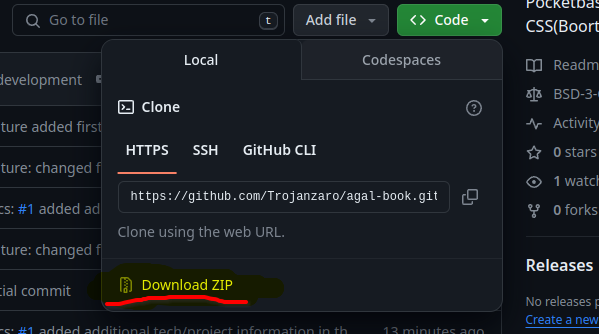 Go to file
t
Add file
Code
Pocketbas
CSS(Boort
Local
Codespaces
development
Clone
Readm
BSD-3-
Activity
0 stars
1 watch
0 forks
ture added first
HTTPS
SSH
GitHub CLI
ture: changed f
https://github.com/Trojanzaro/agal-book.git
cs: #1 added ad
Clone using the web URL.
ture: changed f
Releases
tial commit
Download ZIP
No releases p
Create a new
cs: #1 added additional tech/project information in th
13 minutes ago